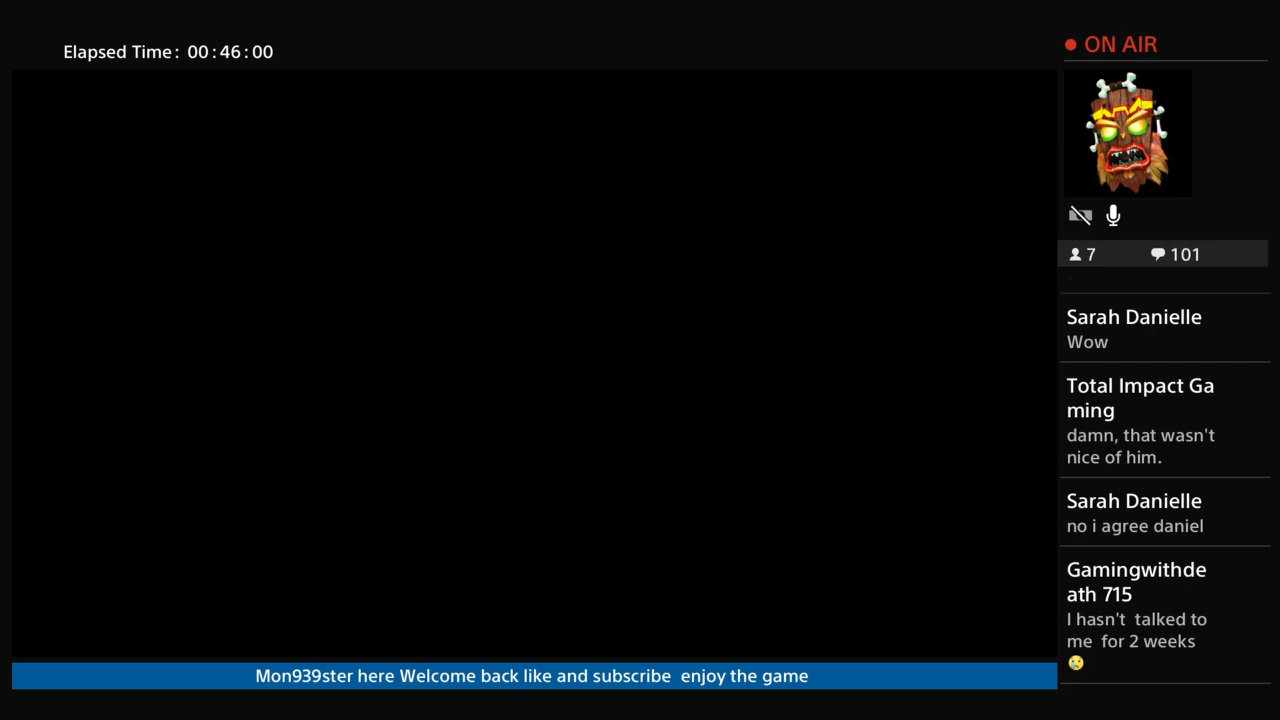 Elapsed Time: 00:46:00
ON AIR
7 101
Sarah Danielle
Wow
Total Impact Ga
ming
damn, that wasn't
nice of him.
Sarah Danielle
no i agree daniel
Gamingwithde
ath 715
I hasn't talked to
me for 2 weeks
😢
Mon939ster here Welcome back like and subscribe enjoy the game